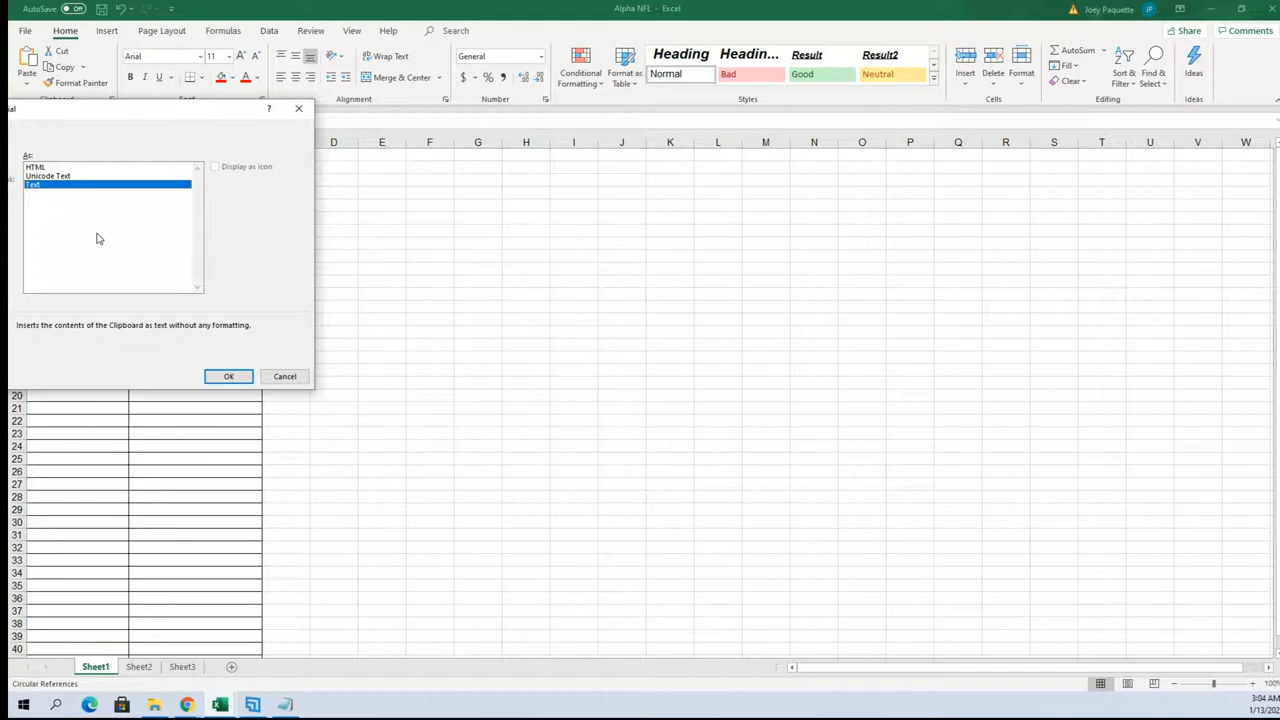 AutoSave Off Alpha NFL - Excel Joey Paquette JP
File Home Insert Page Layout Formulas Data Review View Help Search Share Comments
Cut Arial 11 A A Wrap Text General Heading Headin... Result Result2 AutoSum
Paste Copy Fill
Format Painter B I U A Merge & Center $ % Conditional Formatting Format as Table Normal Bad Good Neutral Insert Delete Format Clear Sort & Filter Find & Select Ideas
Alignment Number Styles Cells Editing Ideas
ial ? ×
D E F G H I J K L M N O P Q R S T U V W
As:
HTML
Display as icon
Unicode Text
Text
Inserts the contents of the Clipboard as text without any formatting.
OK Cancel
20
21
22
23
24
25
26
27
28
29
30
31
32
33
34
35
36
37
38
39
40
Sheet1 Sheet2 Sheet3
Circular References 100%
3:04 AM
1/13/202